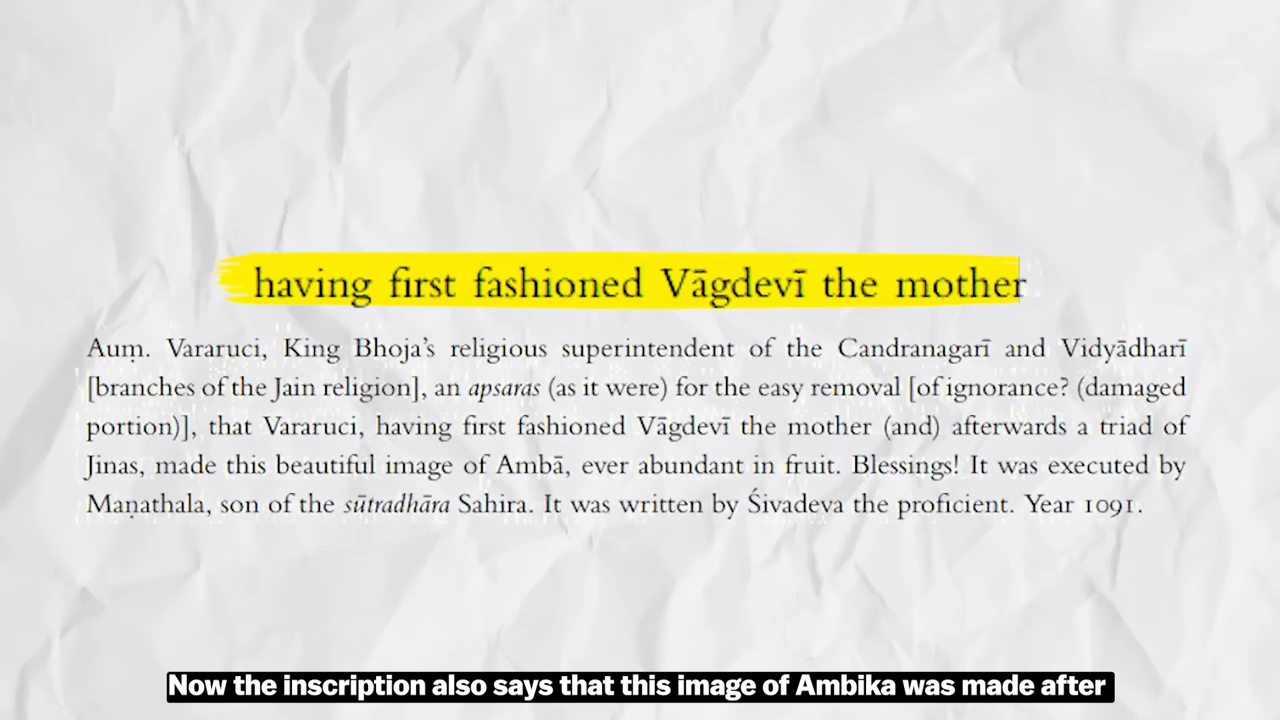 having first fashioned Vāgdevī the mother
Auṃ. Vararuci, King Bhoja's religious superintendent of the Candranagarī and Vidyādharī
[branches of the Jain religion], an apsaras (as it were) for the easy removal [of ignorance? (damaged
portion)], that Vararuci, having first fashioned Vāgdevī the mother (and) afterwards a triad of
Jinas, made this beautiful image of Ambā, ever abundant in fruit. Blessings! It was executed by
Maṇathala, son of the sūtradhāra Sahira. It was written by Śivadeva the proficient. Year 1091.
Now the inscription also says that this image of Ambika was made after